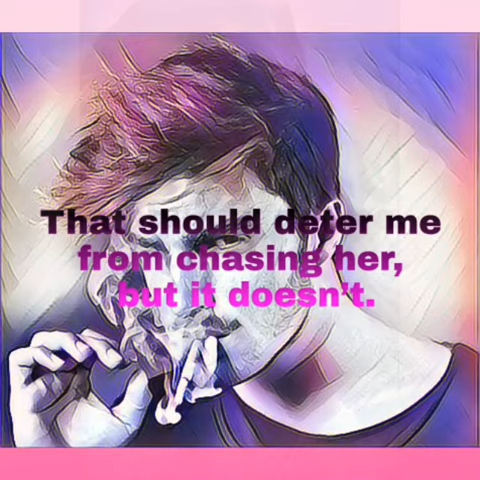 That should deter me
from chasing her,
but it doesn't.